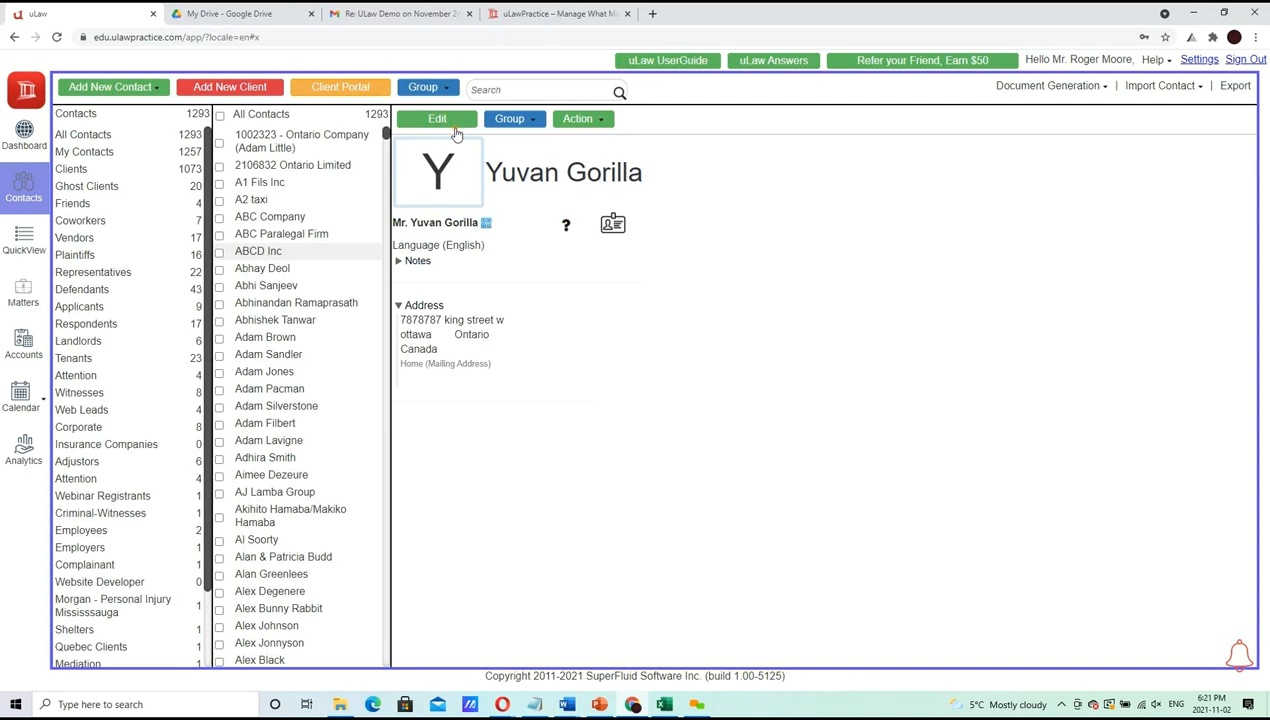 uLaw
My Drive - Google Drive
Re: ULaw Demo on November 2
uLawPractice – Manage What M
edu.ulawpractice.com/app/?locale=en#x
uLaw UserGuide
uLaw Answers
Refer your Friend, Earn $50
Hello Mr. Roger Moore, Help
Settings
Sign Out
Add New Contact
Add New Client
Client Portal
Group
Search
Document Generation
Import Contact
Export
Dashboard
Contacts
QuickView
Matters
Accounts
Calendar
Analytics
Contacts 1293
All Contacts 1293
My Contacts 1257
Clients 1073
Ghost Clients 20
Friends 4
Coworkers 7
Vendors 17
Plaintiffs 16
Representatives 22
Defendants 43
Applicants 9
Respondents 17
Landlords 6
Tenants 23
Attention 4
Witnesses 8
Web Leads 4
Corporate 8
Insurance Companies 0
Adjustors 6
Attention 4
Webinar Registrants 1
Criminal-Witnesses 1
Employees 2
Employers 1
Complainant 1
Website Developer 0
Morgan - Personal Injury
Mississsauga 1
Shelters 1
Quebec Clients 1
Mediation 1
All Contacts 1293
1002323 - Ontario Company
(Adam Little)
2106832 Ontario Limited
A1 Fils Inc
A2 taxi
ABC Company
ABC Paralegal Firm
ABCD Inc
Abhay Deol
Abhi Sanjeev
Abhinandan Ramaprasath
Abhishek Tanwar
Adam Brown
Adam Sandler
Adam Jones
Adam Pacman
Adam Silverstone
Adam Filbert
Adam Lavigne
Adhira Smith
Aimee Dezeure
AJ Lamba Group
Akihito Hamaba/Makiko
Hamaba
Al Soorty
Alan & Patricia Budd
Alan Greenlees
Alex Degenere
Alex Bunny Rabbit
Alex Johnson
Alex Jonnyson
Alex Black
Edit
Group
Action
Y
Yuvan Gorilla
Mr. Yuvan Gorilla
?
Language (English)
Notes
Address
7878787 king street w
ottawa Ontario
Canada
Home (Mailing Address)
Copyright 2011-2021 SuperFluid Software Inc. (build 1.00-5125)
Type here to search
5°C Mostly cloudy
ENG
6:21 PM
2021-11-02